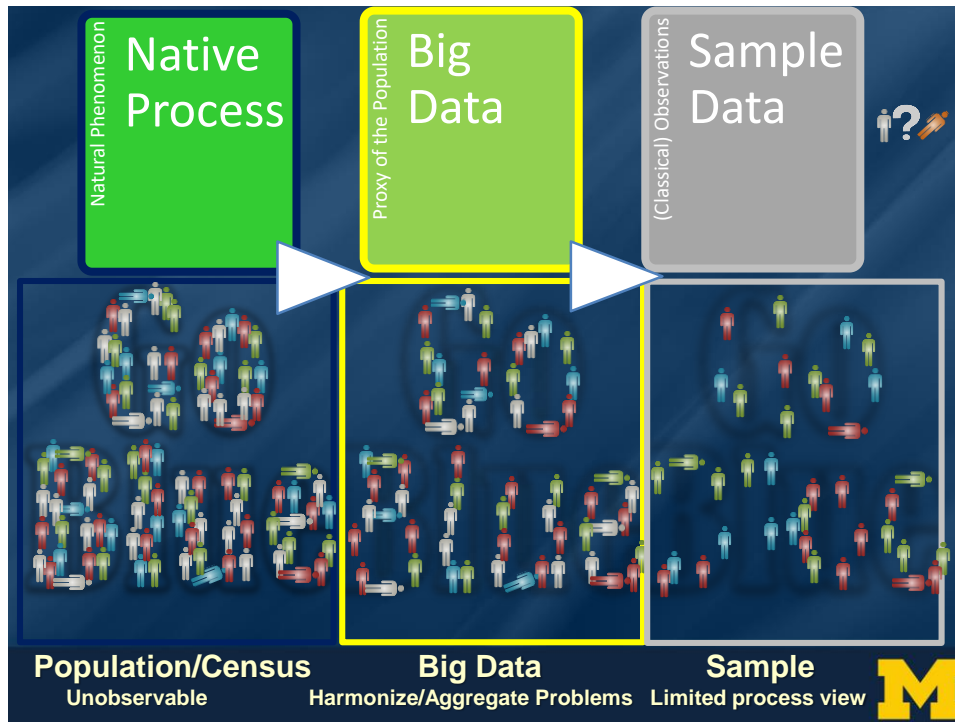 Natural Phenomenon
Native
Process
Proxy of the Population
Big
Data
(Classical) Observations
Sample
Data
?
Go
Blue
Go
Blue
Go
Blue
Population/Census
Unobservable
Big Data
Harmonize/Aggregate Problems
Sample
Limited process view
M